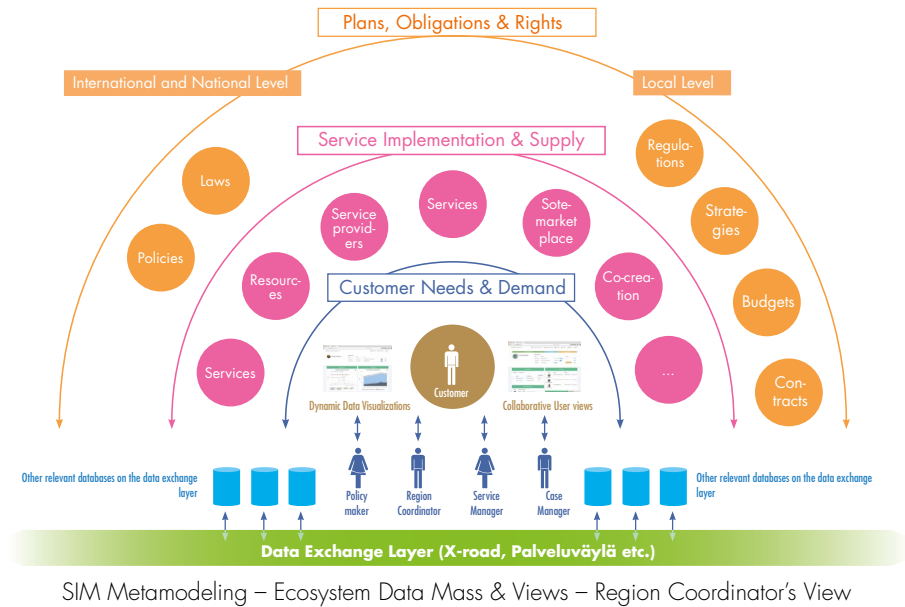 Plans, Obligations & Rights
International and National Level
Local Level
Service Implementation & Supply
Regula-
tions
Laws
Services
Service
provid-
ers
Sote-
market
place
Strate-
gies
Policies
Resourc-
es
Customer Needs & Demand
Co-crea-
tion
Budgets
Services
Customer
...
Con-
tracts
Dynamic Data Visualizations
Collaborative User views
Other relevant databases on the data exchange
layer
Policy
maker
Region
Coordinator
Service
Manager
Case
Manager
Other relevant databases on the data exchange
layer
Data Exchange Layer (X-road, Palveluväylä etc.)
SIM Metamodeling – Ecosystem Data Mass & Views – Region Coordinator’s View